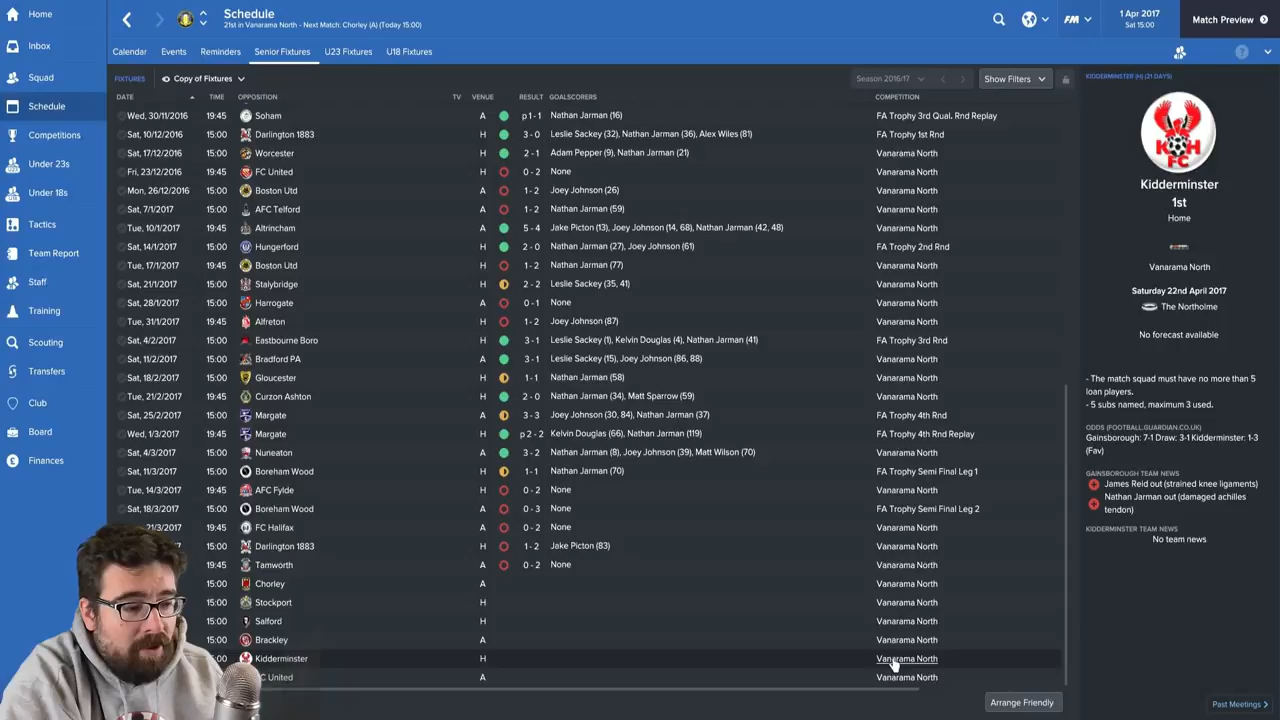 Home
Inbox
Squad
Schedule
Competitions
Under 23s
Under 18s
Tactics
Team Report
Staff
Training
Scouting
Transfers
Club
Board
Finances
Schedule
21st in Vanarama North - Next Match: Chorley (A) (Today 15:00)
FM
1 Apr 2017
Sat 15:00
Match Preview
Calendar Events Reminders Senior Fixtures U23 Fixtures U18 Fixtures
FIXTURES Copy of Fixtures Season 2016/17 Show Filters
DATE TIME OPPOSITION TV VENUE RESULT GOALSCORERS COMPETITION
Wed, 30/11/2016 19:45 Soham A p 1 - 1 Nathan Jarman (16) FA Trophy 3rd Qual. Rnd Replay
Sat, 10/12/2016 15:00 Darlington 1883 H 3 - 0 Leslie Sackey (32), Nathan Jarman (36), Alex Wiles (81) FA Trophy 1st Rnd
Sat, 17/12/2016 15:00 Worcester H 2 - 1 Adam Pepper (9), Nathan Jarman (21) Vanarama North
Fri, 23/12/2016 19:45 FC United H 0 - 2 None Vanarama North
Mon, 26/12/2016 15:00 Boston Utd A 1 - 2 Joey Johnson (26) Vanarama North
Sat, 7/1/2017 15:00 AFC Telford A 1 - 2 Nathan Jarman (59) Vanarama North
Tue, 10/1/2017 19:45 Altrincham A 5 - 4 Jake Picton (13), Joey Johnson (14, 68), Nathan Jarman (42, 48) Vanarama North
Sat, 14/1/2017 15:00 Hungerford H 2 - 0 Nathan Jarman (27), Joey Johnson (61) FA Trophy 2nd Rnd
Tue, 17/1/2017 19:45 Boston Utd H 1 - 2 Nathan Jarman (77) Vanarama North
Sat, 21/1/2017 15:00 Stalybridge H 2 - 2 Leslie Sackey (35, 41) Vanarama North
Sat, 28/1/2017 15:00 Harrogate A 0 - 1 None Vanarama North
Tue, 31/1/2017 19:45 Alfreton H 1 - 2 Joey Johnson (87) Vanarama North
Sat, 4/2/2017 15:00 Eastbourne Boro H 3 - 1 Leslie Sackey (1), Kelvin Douglas (4), Nathan Jarman (41) FA Trophy 3rd Rnd
Sat, 11/2/2017 15:00 Bradford PA A 3 - 1 Leslie Sackey (15), Joey Johnson (86, 88) Vanarama North
Sat, 18/2/2017 15:00 Gloucester H 1 - 1 Nathan Jarman (58) Vanarama North
Tue, 21/2/2017 19:45 Curzon Ashton H 2 - 0 Nathan Jarman (34), Matt Sparrow (59) Vanarama North
Sat, 25/2/2017 15:00 Margate A 3 - 3 Joey Johnson (30, 84), Nathan Jarman (37) FA Trophy 4th Rnd
Wed, 1/3/2017 19:45 Margate H p 2 - 2 Kelvin Douglas (66), Nathan Jarman (119) FA Trophy 4th Rnd Replay
Sat, 4/3/2017 15:00 Nuneaton A 3 - 2 Nathan Jarman (8), Joey Johnson (39), Matt Wilson (70) Vanarama North
Sat, 11/3/2017 15:00 Boreham Wood H 1 - 1 Nathan Jarman (70) FA Trophy Semi Final Leg 1
Tue, 14/3/2017 19:45 AFC Fylde H 0 - 2 None Vanarama North
Sat, 18/3/2017 15:00 Boreham Wood A 0 - 3 None FA Trophy Semi Final Leg 2
21/3/2017 19:45 FC Halifax A 0 - 2 None Vanarama North
15:00 Darlington 1883 H 1 - 2 Jake Picton (83) Vanarama North
15:00 Tamworth A 0 - 2 None Vanarama North
15:00 Chorley A Vanarama North
15:00 Stockport H Vanarama North
15:00 Salford H Vanarama North
15:00 Brackley A Vanarama North
Kidderminster H Vanarama North
United A Vanarama North
Arrange Friendly
KIDDERMINSTER (H) (21 DAYS)
KH
FC
Kidderminster
1st
Home
Vanarama North
Saturday 22nd April 2017
The Northolme
No forecast available
- The match squad must have no more than 5
loan players.
- 5 subs named, maximum 3 used.
ODDS (FOOTBALL.GUARDIAN.CO.UK)
Gainsborough: 7-1 Draw: 3-1 Kidderminster: 1-3
(Fav)
GAINSBOROUGH TEAM NEWS
James Reid out (strained knee ligaments)
Nathan Jarman out (damaged achilles
tendon)
KIDDERMINSTER TEAM NEWS
No team news
Past Meetings